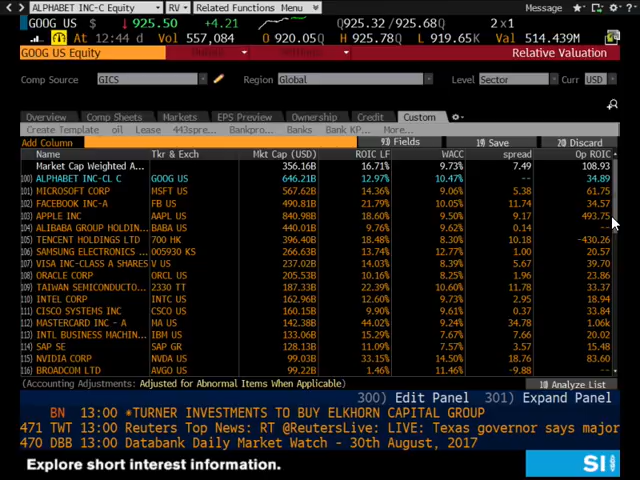 ALPHABET INC-C Equity RV Related Functions Menu Message
GOOG US $ ↓ 925.50 +4.21 Q925.32 / 925.68Q 2 x 1
At 12:44 d Vol 557,084 O 920.05Q H 925.78Q L 919.65K Val 514.439M
GOOG US Equity Relative Valuation
Comp Source GICS Region Global Level Sector Curr USD
Overview Comp Sheets Markets EPS Preview Ownership Credit Custom
Create Template oil Lease 443spre... Bankpro... Banks Bank KP... More...
Add Column 93) Fields 19) Save 20) Discard
Name Tkr & Exch Mkt Cap (USD) ROIC LF WACC spread Op ROIC
Market Cap Weighted A... 356.16B 16.71% 9.73% 7.49 108.93
100) ALPHABET INC-CL C GOOG US 646.21B 12.97% 10.47% -- 34.89
101) MICROSOFT CORP MSFT US 567.62B 14.36% 9.06% 5.38 61.75
102) FACEBOOK INC-A FB US 490.81B 21.79% 10.05% 11.74 34.57
103) APPLE INC AAPL US 840.98B 18.60% 9.50% 9.17 493.75
104) ALIBABA GROUP HOLDIN... BABA US 440.01B 9.76% 9.62% 0.14 --
105) TENCENT HOLDINGS LTD 700 HK 396.40B 18.48% 8.30% 10.18 -430.26
106) SAMSUNG ELECTRONICS ... 005930 KS 266.63B 13.74% 12.77% 1.00 20.57
107) VISA INC-CLASS A SHARES V US 237.02B 14.03% 8.39% 5.67 39.70
108) ORACLE CORP ORCL US 205.53B 10.16% 8.25% 1.96 23.86
109) TAIWAN SEMICONDUCTO... 2330 TT 187.33B 22.39% 10.60% 11.78 33.37
110) INTEL CORP INTC US 162.96B 12.60% 9.73% 2.95 18.94
111) CISCO SYSTEMS INC CSCO US 160.15B 9.90% 9.61% 0.37 33.84
112) MASTERCARD INC - A MA US 142.38B 44.02% 9.24% 34.78 1.06k
113) INTL BUSINESS MACHIN... IBM US 133.08B 15.29% 7.67% 7.66 20.02
114) SAP SE SAP GR 128.13B 11.09% 7.57% 3.52 15.48
115) NVIDIA CORP NVDA US 99.03B 33.15% 14.50% 18.76 83.60
116) BROADCOM LTD AVGO US 99.22B 1.46% 11.46% -9.88 --
(Accounting Adjustments: Adjusted for Abnormal Items When Applicable) 10 Analyze List
300) Edit Panel 301) Expand Panel
BN 13:00 *TURNER INVESTMENTS TO BUY ELKHORN CAPITAL GROUP
471 TWT 13:00 Reuters Top News: RT @ReutersLive: LIVE: Texas governor says major
470 DBB 13:00 Databank Daily Market Watch - 30th August, 2017
Explore short interest information. SI